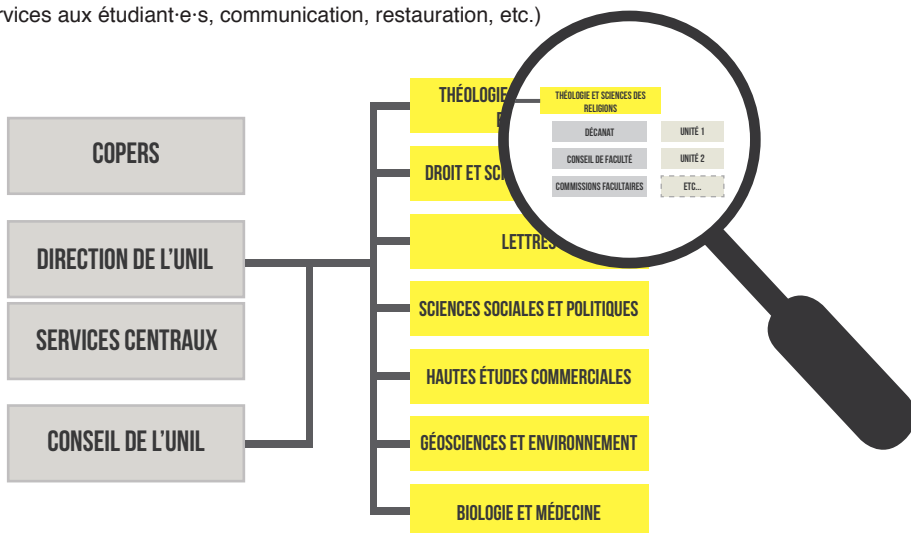 rvices aux étudiant·e·s, communication, restauration, etc.)
COPERS
DIRECTION DE L'UNIL
SERVICES CENTRAUX
CONSEIL DE L'UNIL
THÉOLOGIE
DROIT ET
LETTRES
SCIENCES SOCIALES ET POLITIQUES
HAUTES ÉTUDES COMMERCIALES
GÉOSCIENCES ET ENVIRONNEMENT
BIOLOGIE ET MÉDECINE
THÉOLOGIE ET SCIENCES DES
RELIGIONS
DÉCANAT
UNITÉ 1
CONSEIL DE FACULTÉ
UNITÉ 2
COMMISSIONS FACULTAIRES
ETC...